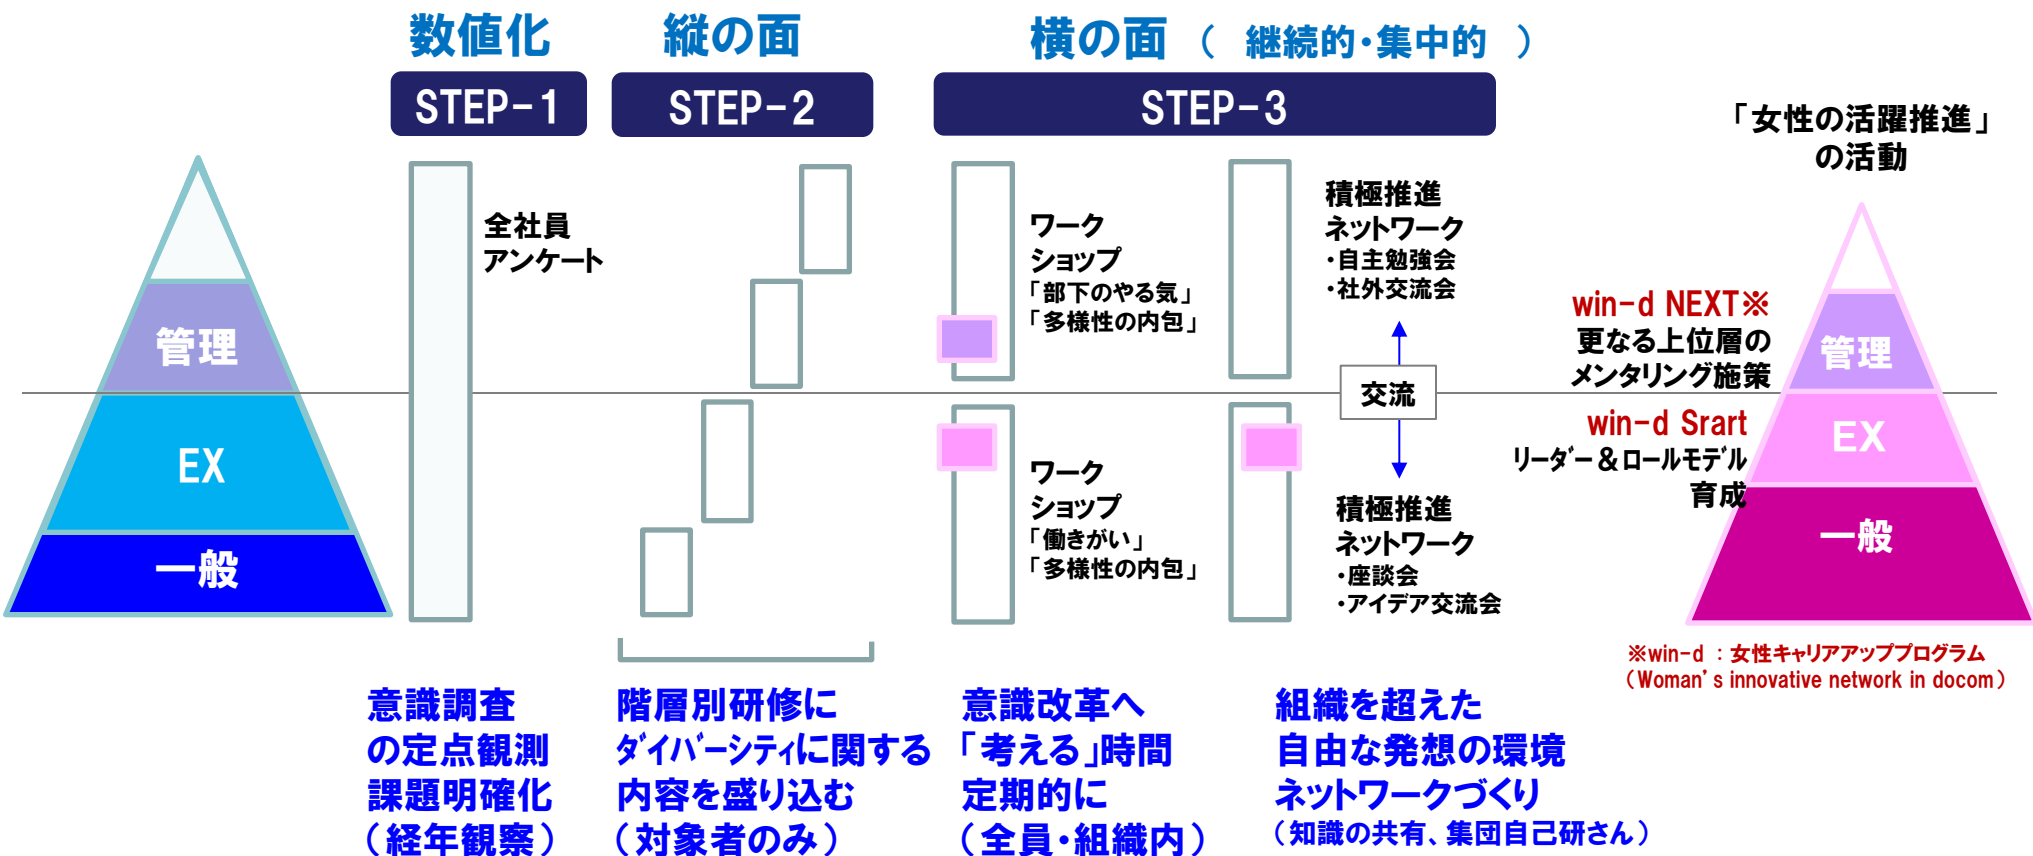 数値化
縦の面
横の面 ( 継続的・集中的 )
STEP-1
STEP-2
STEP-3
「女性の活躍推進」
の活動
管理
EX
一般
全社員
アンケート
ワーク
ショップ
「部下のやる気」
「多様性の内包」
ワーク
ショップ
「働きがい」
「多様性の内包」
積極推進
ネットワーク
・自主勉強会
・社外交流会
交流
積極推進
ネットワーク
・座談会
・アイデア交流会
win-d NEXT※
更なる上位層の
メンタリング施策
win-d Srart
リーダー&ロールモデル
育成
管理
EX
一般
※win-d : 女性キャリアアッププログラム
(Woman's innovative network in docom)
意識調査
の定点観測
課題明確化
(経年観察)
階層別研修に
ダイバーシティに関する
内容を盛り込む
(対象者のみ)
意識改革へ
「考える」時間
定期的に
(全員・組織内)
組織を超えた
自由な発想の環境
ネットワークづくり
(知識の共有、集団自己研さん)